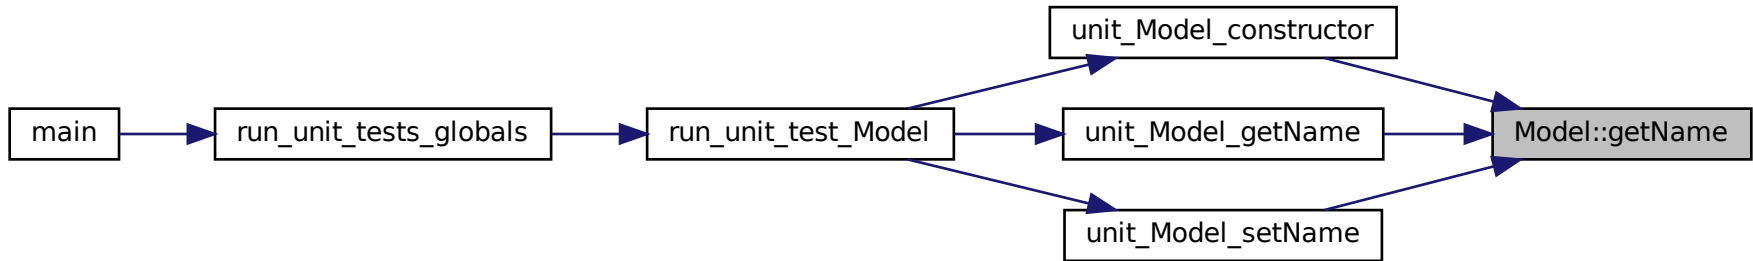 unit_Model_constructor
main
run_unit_tests_globals
run_unit_test_Model
unit_Model_getName
Model::getName
unit_Model_setName